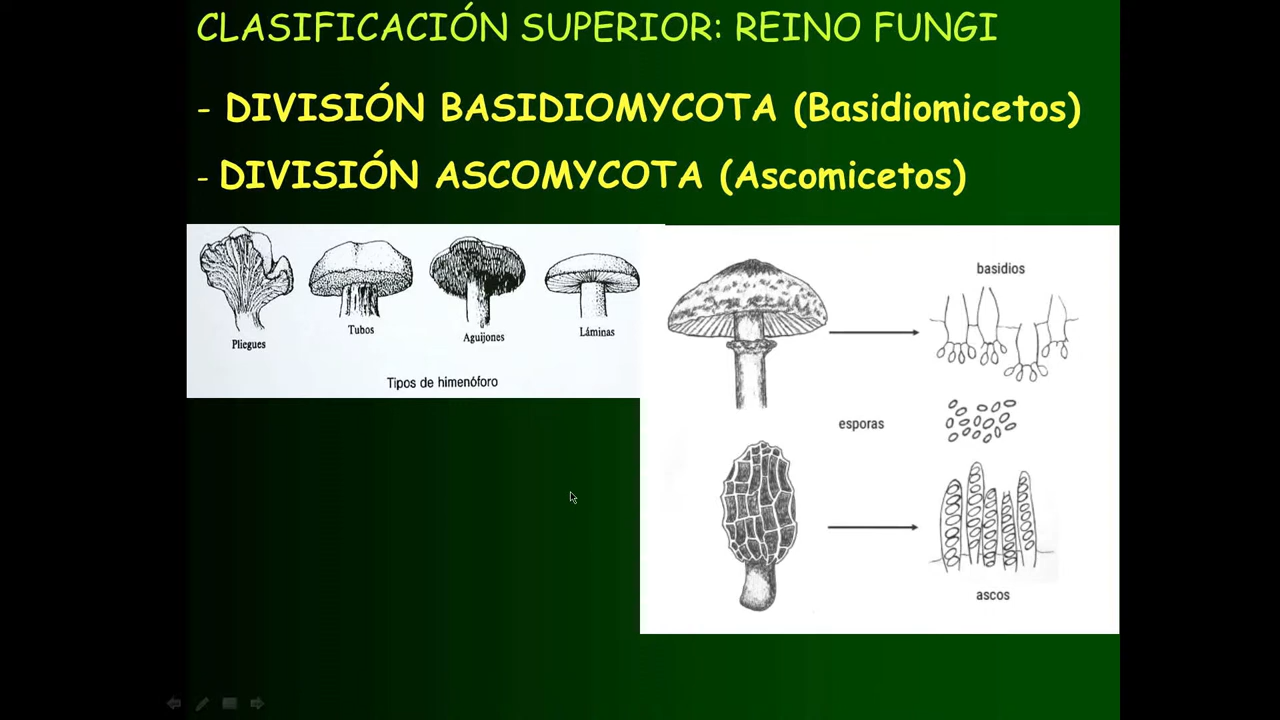 CLASIFICACIÓN SUPERIOR: REINO FUNGI
- DIVISIÓN BASIDIOMYCOTA (Basidiomicetos)
- DIVISIÓN ASCOMYCOTA (Ascomicetos)
Pliegues
Tubos
Aguijones
Láminas
Tipos de himenóforo
basidios
esporas
ascos